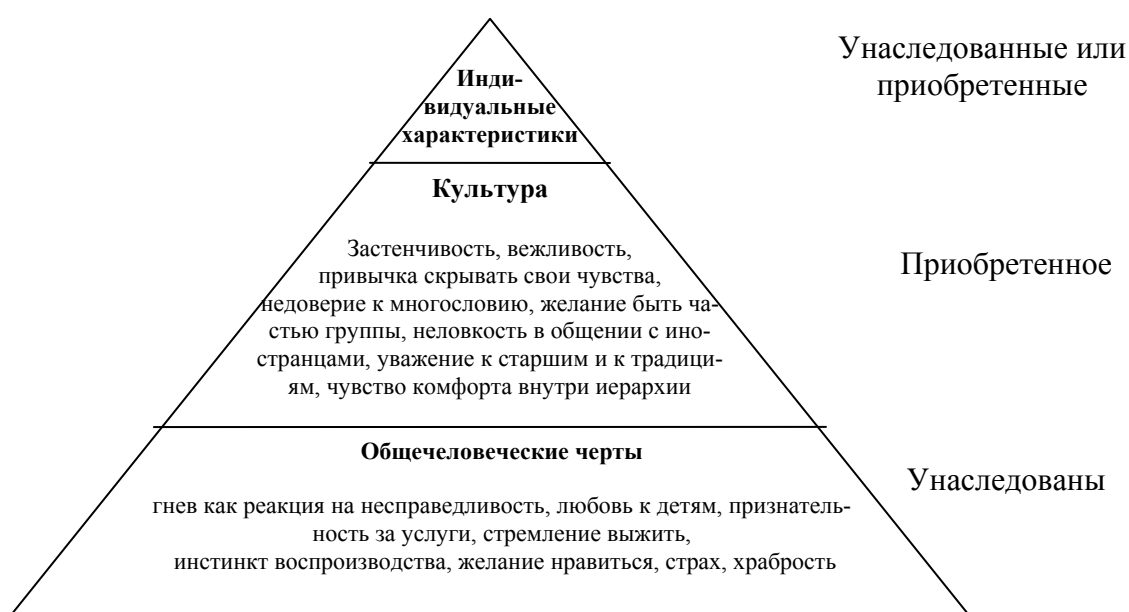 Унаследованные или
приобретенные
Инди-
видуальные
характеристики
Культура
Застенчивость, вежливость,
привычка скрывать свои чувства,
недоверие к многословию, желание быть ча-
стью группы, неловкость в общении с ино-
странцами, уважение к старшим и к традици-
ям, чувство комфорта внутри иерархии
Приобретенное
Общечеловеческие черты
гнев как реакция на несправедливость, любовь к детям, признатель-
ность за услуги, стремление выжить,
инстинкт воспроизводства, желание нравиться, страх, храбрость
Унаследованы